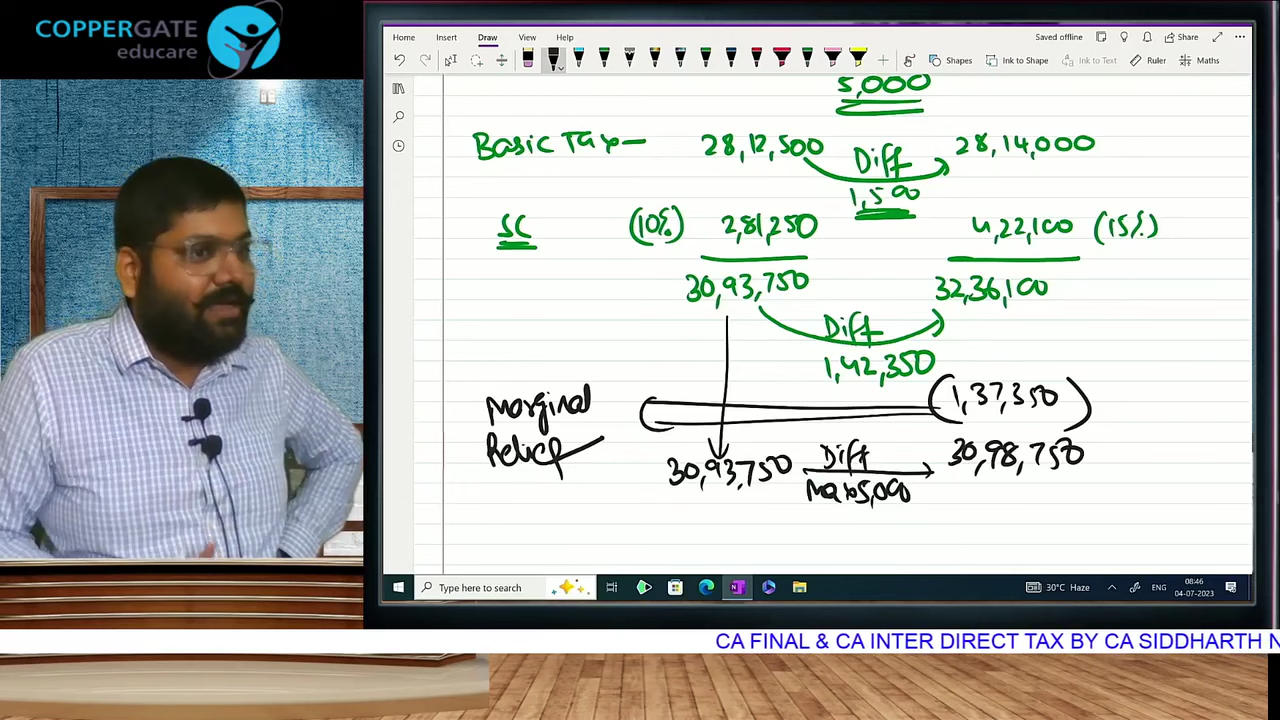 COPPERGATE
educare
Home Insert Draw View Help
Saved offline
Share
Shapes
Ink to Shape
Ink to Text
Ruler
Maths
5,000
Basic Tax— 28,12,500 Diff 28,14,000
1,500
SC (10%) 2,81,250 4,22,100 (15%)
30,93,750 32,36,100
Diff
1,42,350
Marginal (1,37,350)
Relief 30,93,750 Diff 30,98,750
5,000
Type here to search
30°C Haze
ENG
08:46
04-07-2023
CA FINAL & CA INTER DIRECT TAX BY CA SIDDHARTH N